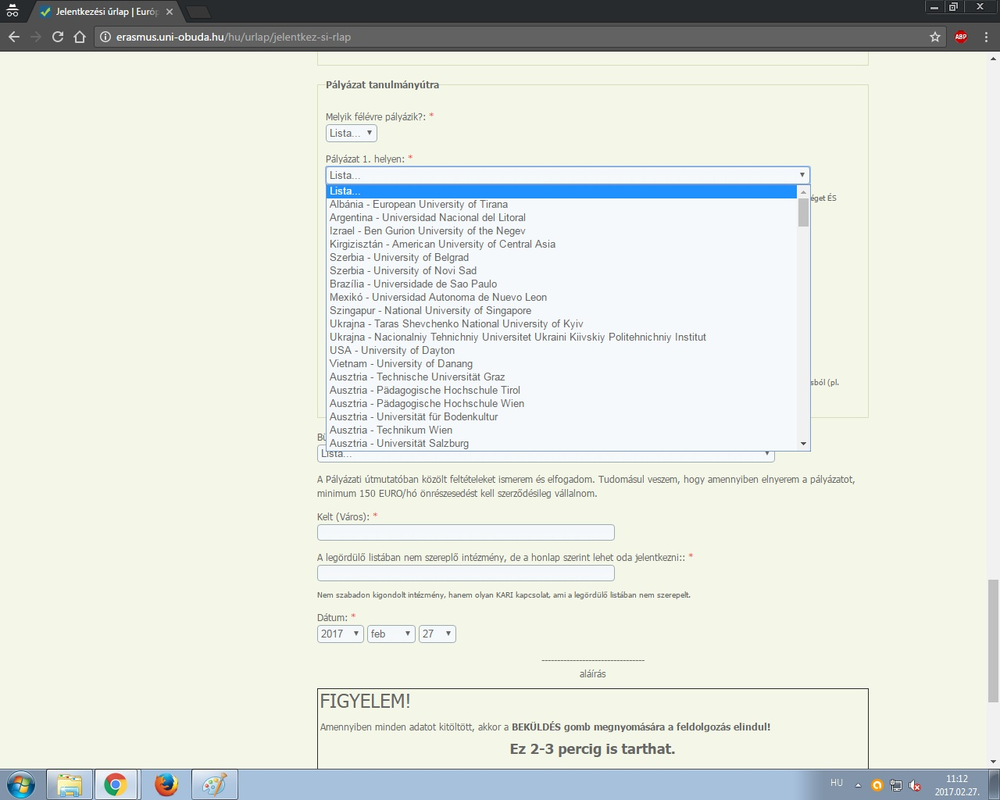 Jelentkezési űrlap | Európ
erasmus.uni-obuda.hu/hu/urlap/jelentkez-si-rlap
ABP
Pályázat tanulmányútra
Melyik félévre pályázik?: *
Lista...
Pályázat 1. helyen: *
Lista...
Lista...
éget ÉS
Albánia - European University of Tirana
Argentina - Universidad Nacional del Litoral
Izrael - Ben Gurion University of the Negev
Kirgizisztán - American University of Central Asia
Szerbia - University of Belgrad
Szerbia - University of Novi Sad
Brazília - Universidade de Sao Paulo
Mexikó - Universidad Autonoma de Nuevo Leon
Szingapur - National University of Singapore
Ukrajna - Taras Shevchenko National University of Kyiv
Ukrajna - Nacionalniy Tehnichniy Universitet Ukraini Kiivskiy Politehnichniy Institut
USA - University of Dayton
Vietnam - University of Danang
Ausztria - Technische Universität Graz
sból (pl.
Ausztria - Pädagogische Hochschule Tirol
Ausztria - Pädagogische Hochschule Wien
Ausztria - Universität für Bodenkultur
Ausztria - Technikum Wien
Ausztria - Universität Salzburg
Bü
Lista...
A Pályázati útmutatóban közölt feltételeket ismerem és elfogadom. Tudomásul veszem, hogy amennyiben elnyerem a pályázatot,
minimum 150 EURO/hó önrészesedést kell szerződésileg vállalnom.
Kelt (Város): *
A legördülő listában nem szereplő intézmény, de a honlap szerint lehet oda jelentkezni:: *
Nem szabadon kigondolt intézmény, hanem olyan KARI kapcsolat, ami a legördülő listában nem szerepelt.
Dátum: *
2017 feb 27
---------------------------------
aláírás
FIGYELEM!
Amennyiben minden adatot kitöltött, akkor a BEKÜLDÉS gomb megnyomására a feldolgozás elindul!
Ez 2-3 percig is tarthat.
HU
11:12
2017.02.27.